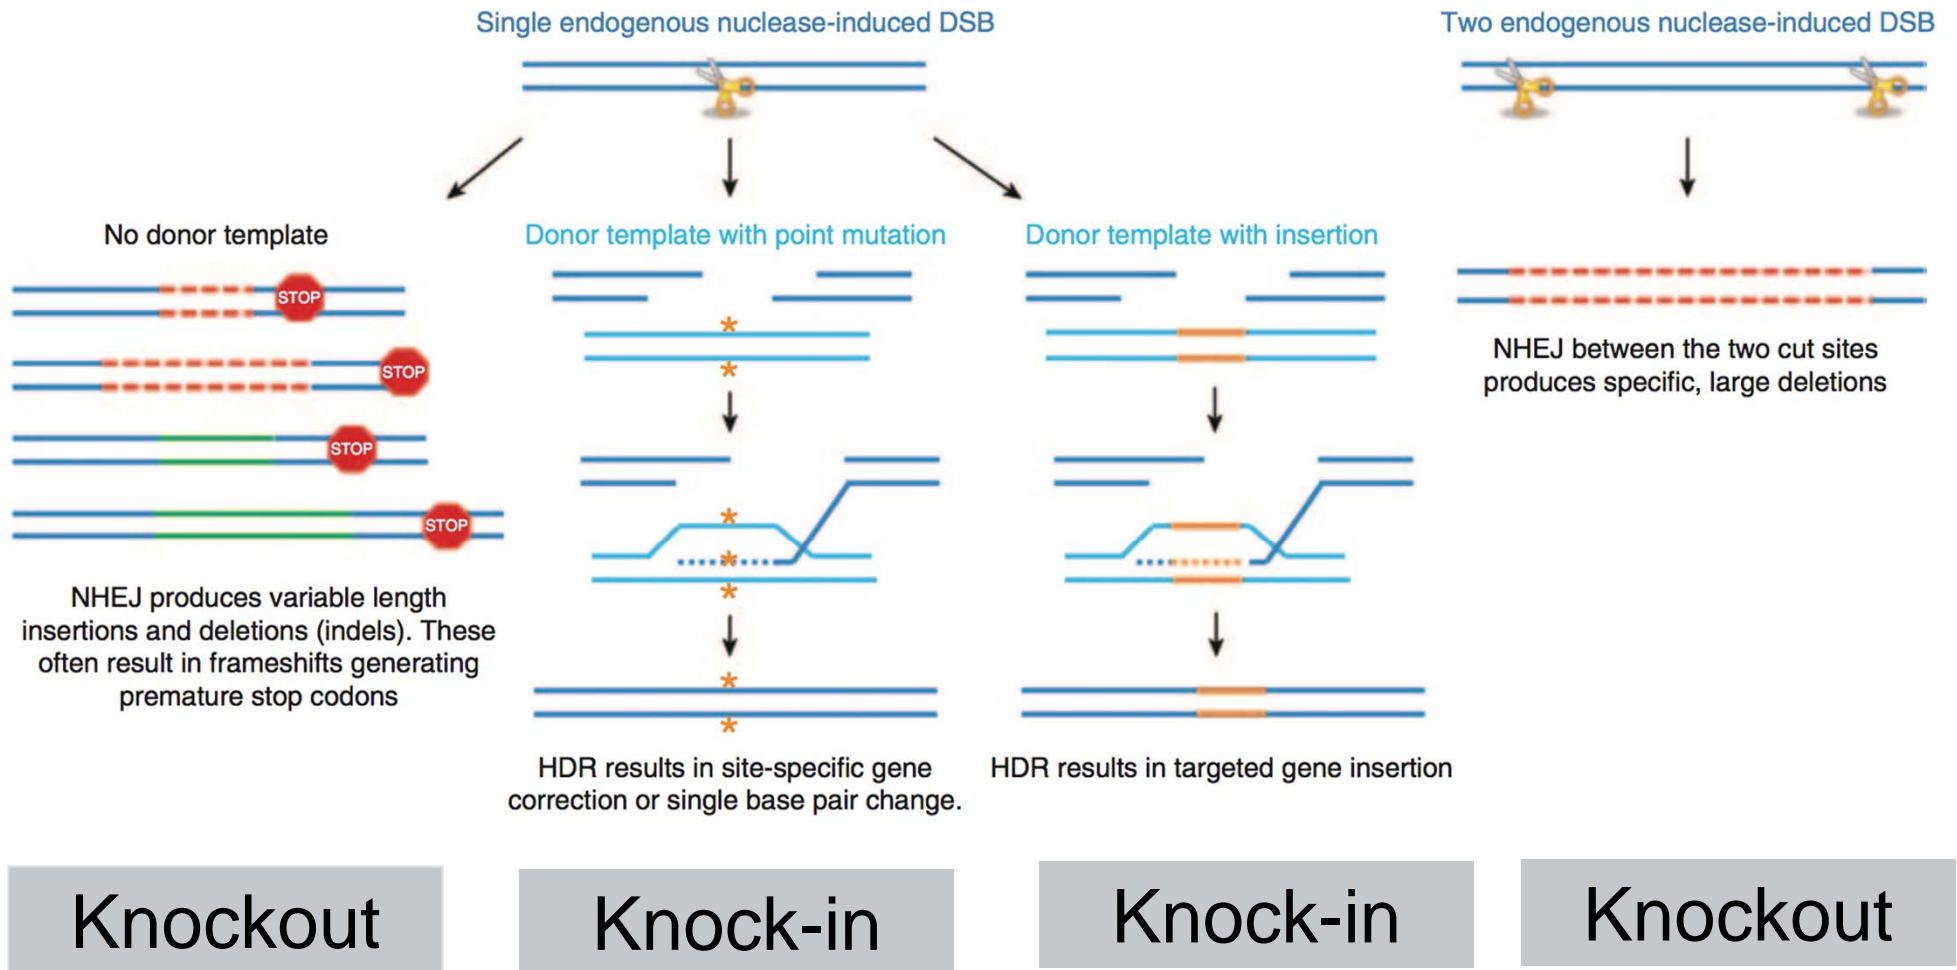 Single endogenous nuclease-induced DSB
Two endogenous nuclease-induced DSB
No donor template
STOP
STOP
STOP
STOP
NHEJ produces variable length
insertions and deletions (indels). These
often result in frameshifts generating
premature stop codons
Donor template with point mutation
*
*
*
*
*
*
*
HDR results in site-specific gene
correction or single base pair change.
Donor template with insertion
HDR results in targeted gene insertion
NHEJ between the two cut sites
produces specific, large deletions
Knockout
Knock-in
Knock-in
Knockout